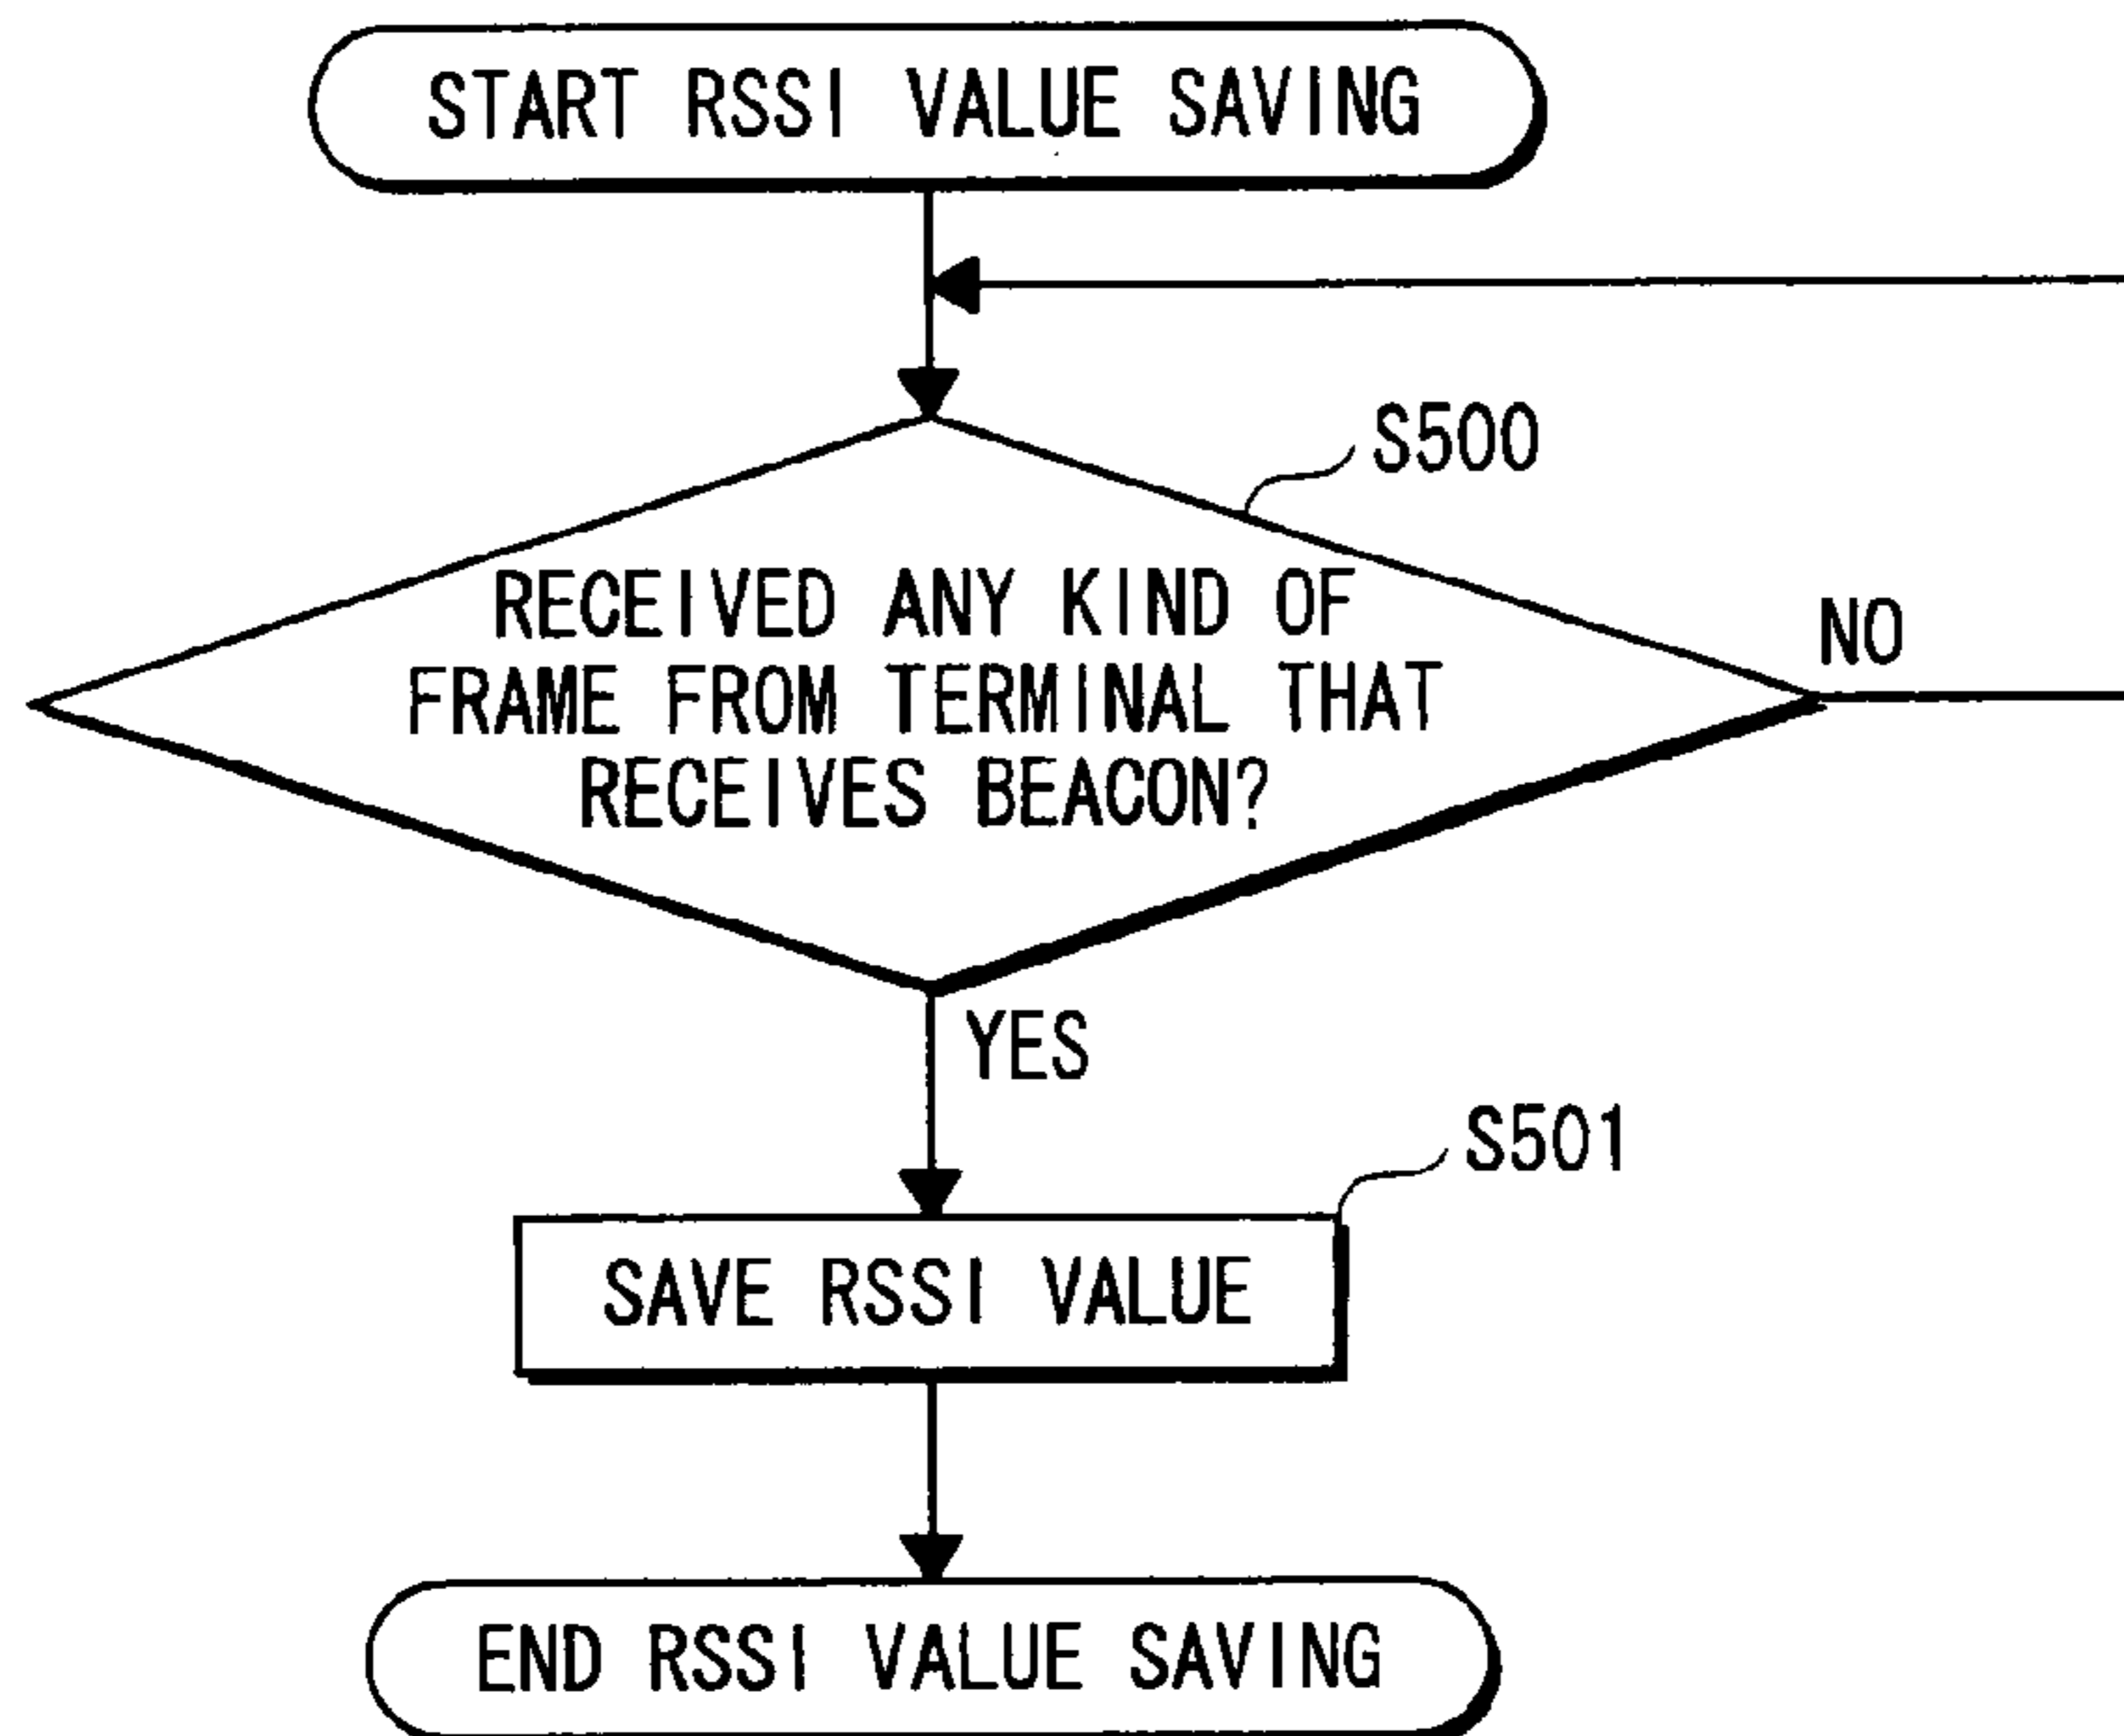 START RSSI VALUE SAVING
S500
RECEIVED ANY KIND OF
FRAME FROM TERMINAL THAT
RECEIVES BEACON?
NO
YES
S501
SAVE RSSI VALUE
END RSSI VALUE SAVING